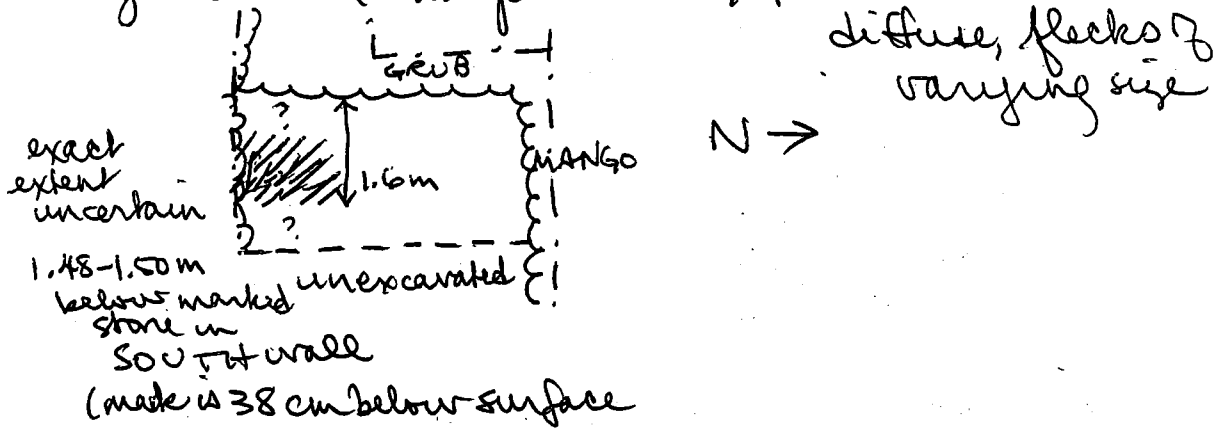 diffuse, flecks of
varying size
GRUB
?
N →
MANGO
exact
extent
uncertain
1.6m
?
1.48-1.50m
below marked
stone in
SOUTH wall
(mark is 38 cm below surface
unexcavated